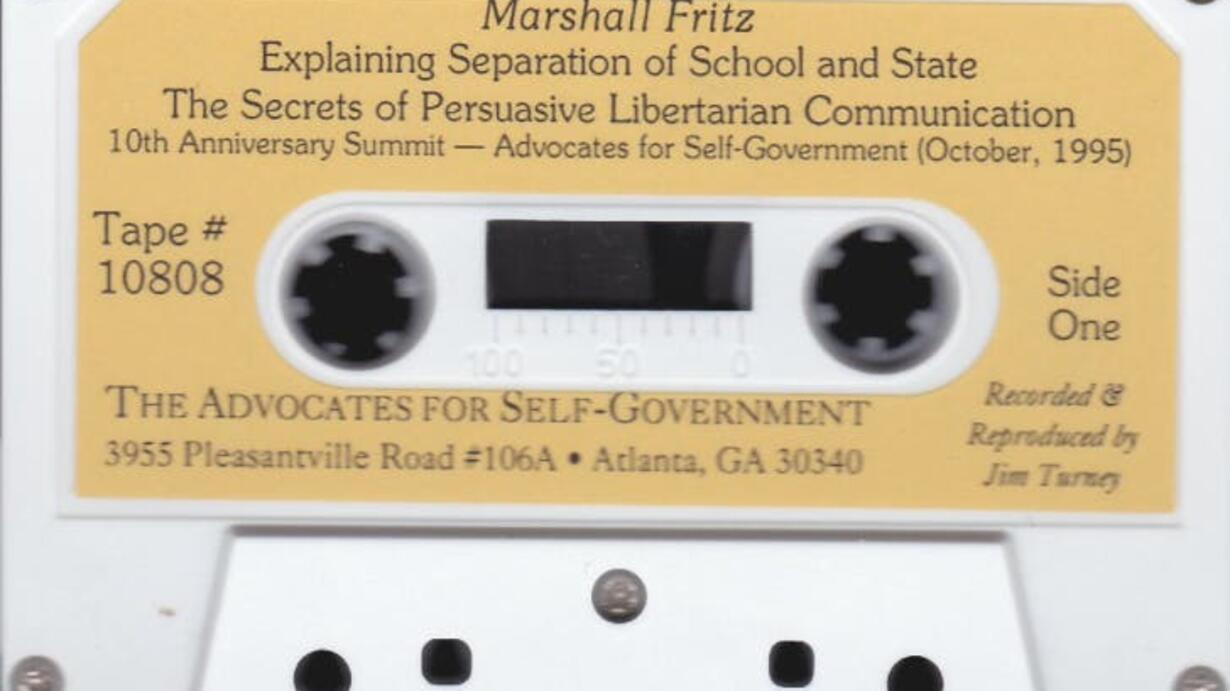 Marshall Fritz
Explaining Separation of School and State
The Secrets of Persuasive Libertarian Communication
10th Anniversary Summit — Advocates for Self-Government (October, 1995)
Tape #
10808
Side
One
100 50 0
THE ADVOCATES FOR SELF-GOVERNMENT
3955 Pleasantville Road #106A • Atlanta, GA 30340
Recorded &
Reproduced by
Jim Turney